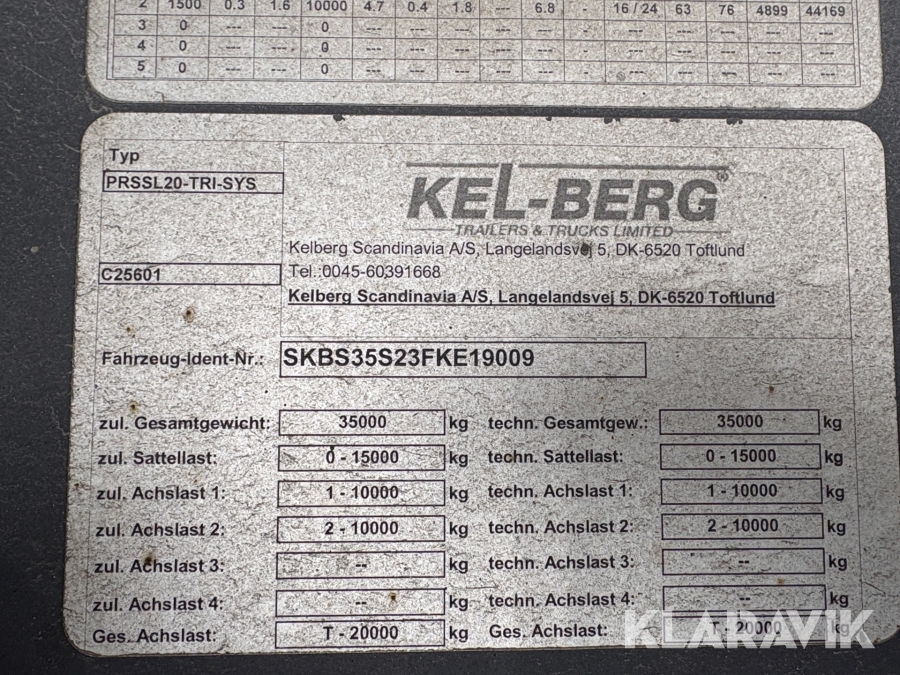 2 1500 0.3 1.6 10000 4.7 0.4 1.8 --- 6.8 - 16 / 24 63 76 4899 44169
3 0 --- --- 0 --- --- --- --- --- - --- --- --- --- ---
4 0 --- --- 0 --- --- --- --- --- - --- --- --- --- ---
5 0 --- --- 0 --- --- --- --- --- - --- --- --- --- ---
Typ
PRSSL20-TRI-SYS
KEL-BERG®
TRAILERS & TRUCKS LIMITED
Kelberg Scandinavia A/S, Langelandsvej 5, DK-6520 Toftlund
Tel.:0045-60391668
C25601
Kelberg Scandinavia A/S, Langelandsvej 5, DK-6520 Toftlund
Fahrzeug-Ident-Nr.: SKBS35S23FKE19009
zul. Gesamtgewicht: 35000 kg techn. Gesamtgew.: 35000 kg
zul. Sattellast: 0 - 15000 kg techn. Sattellast: 0 - 15000 kg
zul. Achslast 1: 1 - 10000 kg techn. Achslast 1: 1 - 10000 kg
zul. Achslast 2: 2 - 10000 kg techn. Achslast 2: 2 - 10000 kg
zul. Achslast 3: -- kg techn. Achslast 3: -- kg
zul. Achslast 4: -- kg techn. Achslast 4: -- kg
Ges. Achslast: T - 20000 kg Ges. Achslast: T - 20000 kg
KLARAVIK